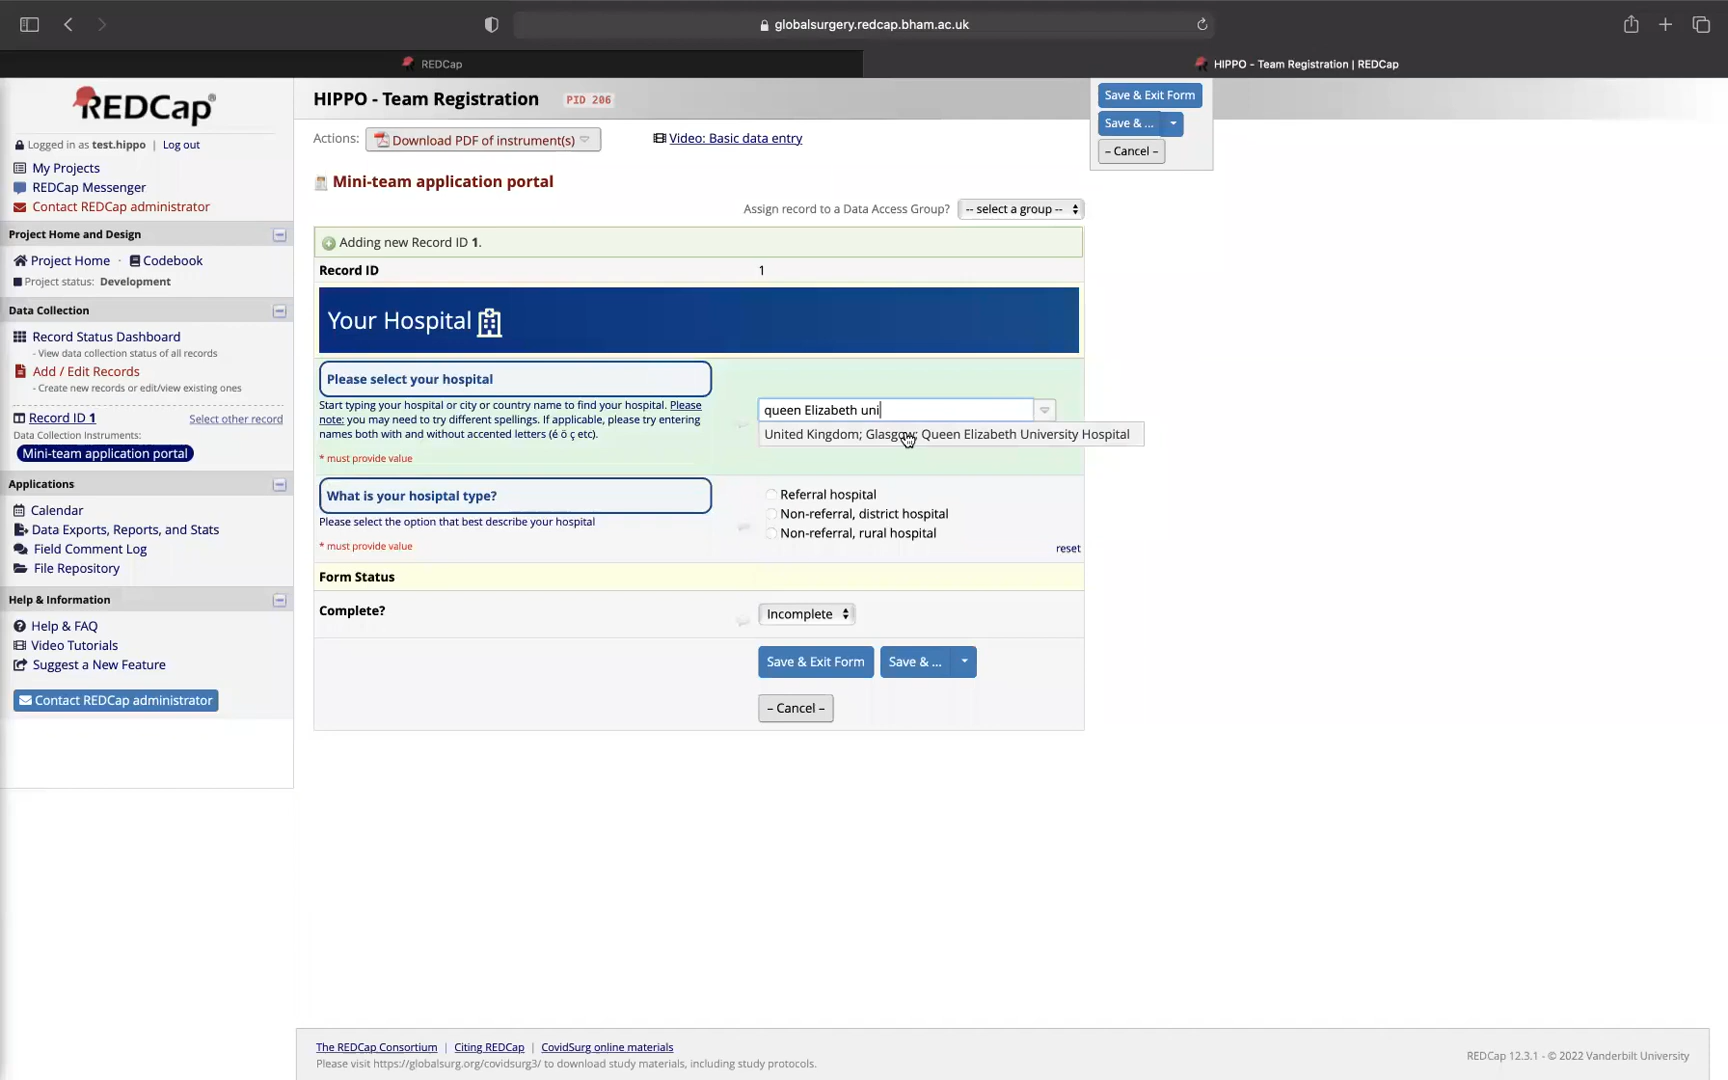 globalsurgery.redcap.bham.ac.uk
REDCap
HIPPO - Team Registration | REDCap
REDCap®
Logged in as test.hippo | Log out
My Projects
REDCap Messenger
Contact REDCap administrator
Project Home and Design
Project Home · Codebook
Project status: Development
Data Collection
Record Status Dashboard
- View data collection status of all records
Add / Edit Records
- Create new records or edit/view existing ones
Record ID 1 Select other record
Data Collection Instruments:
Mini-team application portal
Applications
Calendar
Data Exports, Reports, and Stats
Field Comment Log
File Repository
Help & Information
Help & FAQ
Video Tutorials
Suggest a New Feature
Contact REDCap administrator
HIPPO - Team Registration PID 206
Actions: Download PDF of instrument(s) Video: Basic data entry
Mini-team application portal
Assign record to a Data Access Group? -- select a group --
Adding new Record ID 1.
Record ID 1
Your Hospital
Please select your hospital
Start typing your hospital or city or country name to find your hospital. Please
note: you may need to try different spellings. If applicable, please try entering
names both with and without accented letters (é ö ç etc).
* must provide value
queen Elizabeth uni
United Kingdom; Glasgow; Queen Elizabeth University Hospital
What is your hosiptal type?
Please select the option that best describe your hospital
* must provide value
Referral hospital
Non-referral, district hospital
Non-referral, rural hospital
reset
Form Status
Complete? Incomplete
Save & Exit Form Save & ...
– Cancel –
Save & Exit Form
Save & ...
– Cancel –
The REDCap Consortium | Citing REDCap | CovidSurg online materials
Please visit https://globalsurg.org/covidsurg3/ to download study materials, including study protocols.
REDCap 12.3.1 - © 2022 Vanderbilt University